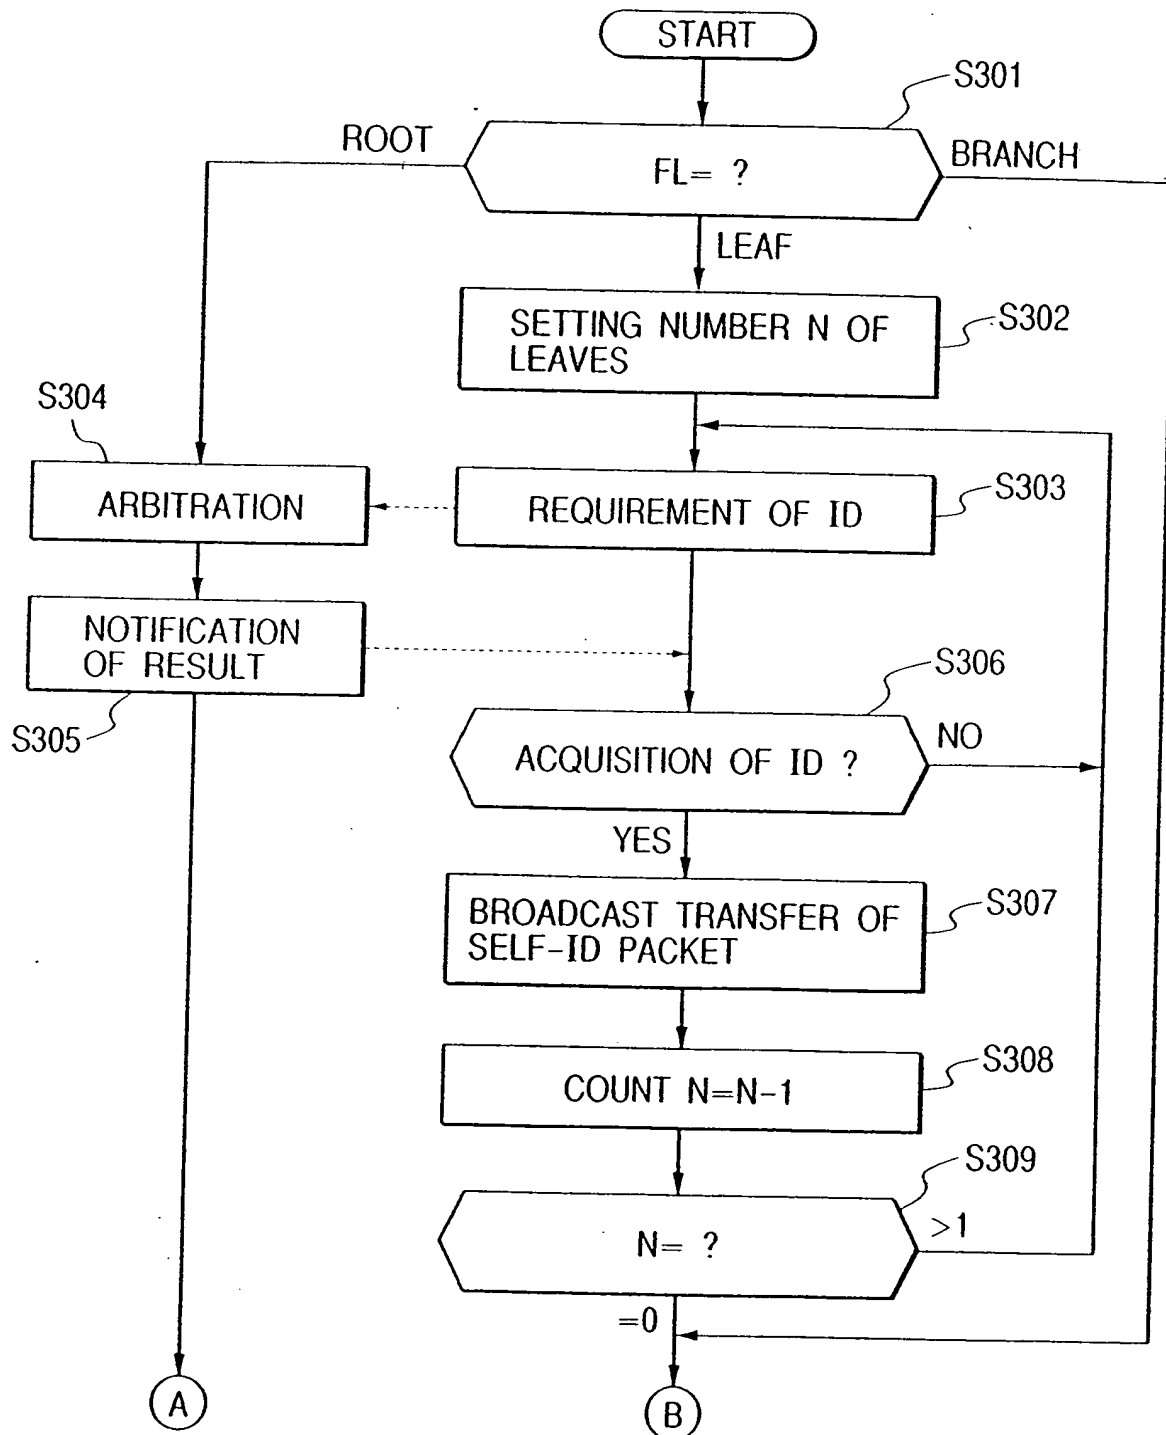 START
S301
ROOT
FL= ?
BRANCH
LEAF
SETTING NUMBER N OF
LEAVES
S302
S304
ARBITRATION
REQUIREMENT OF ID
S303
NOTIFICATION
OF RESULT
S305
S306
ACQUISITION OF ID ?
NO
YES
BROADCAST TRANSFER OF
SELF-ID PACKET
S307
COUNT N=N-1
S308
S309
N= ?
>1
=0
A
B